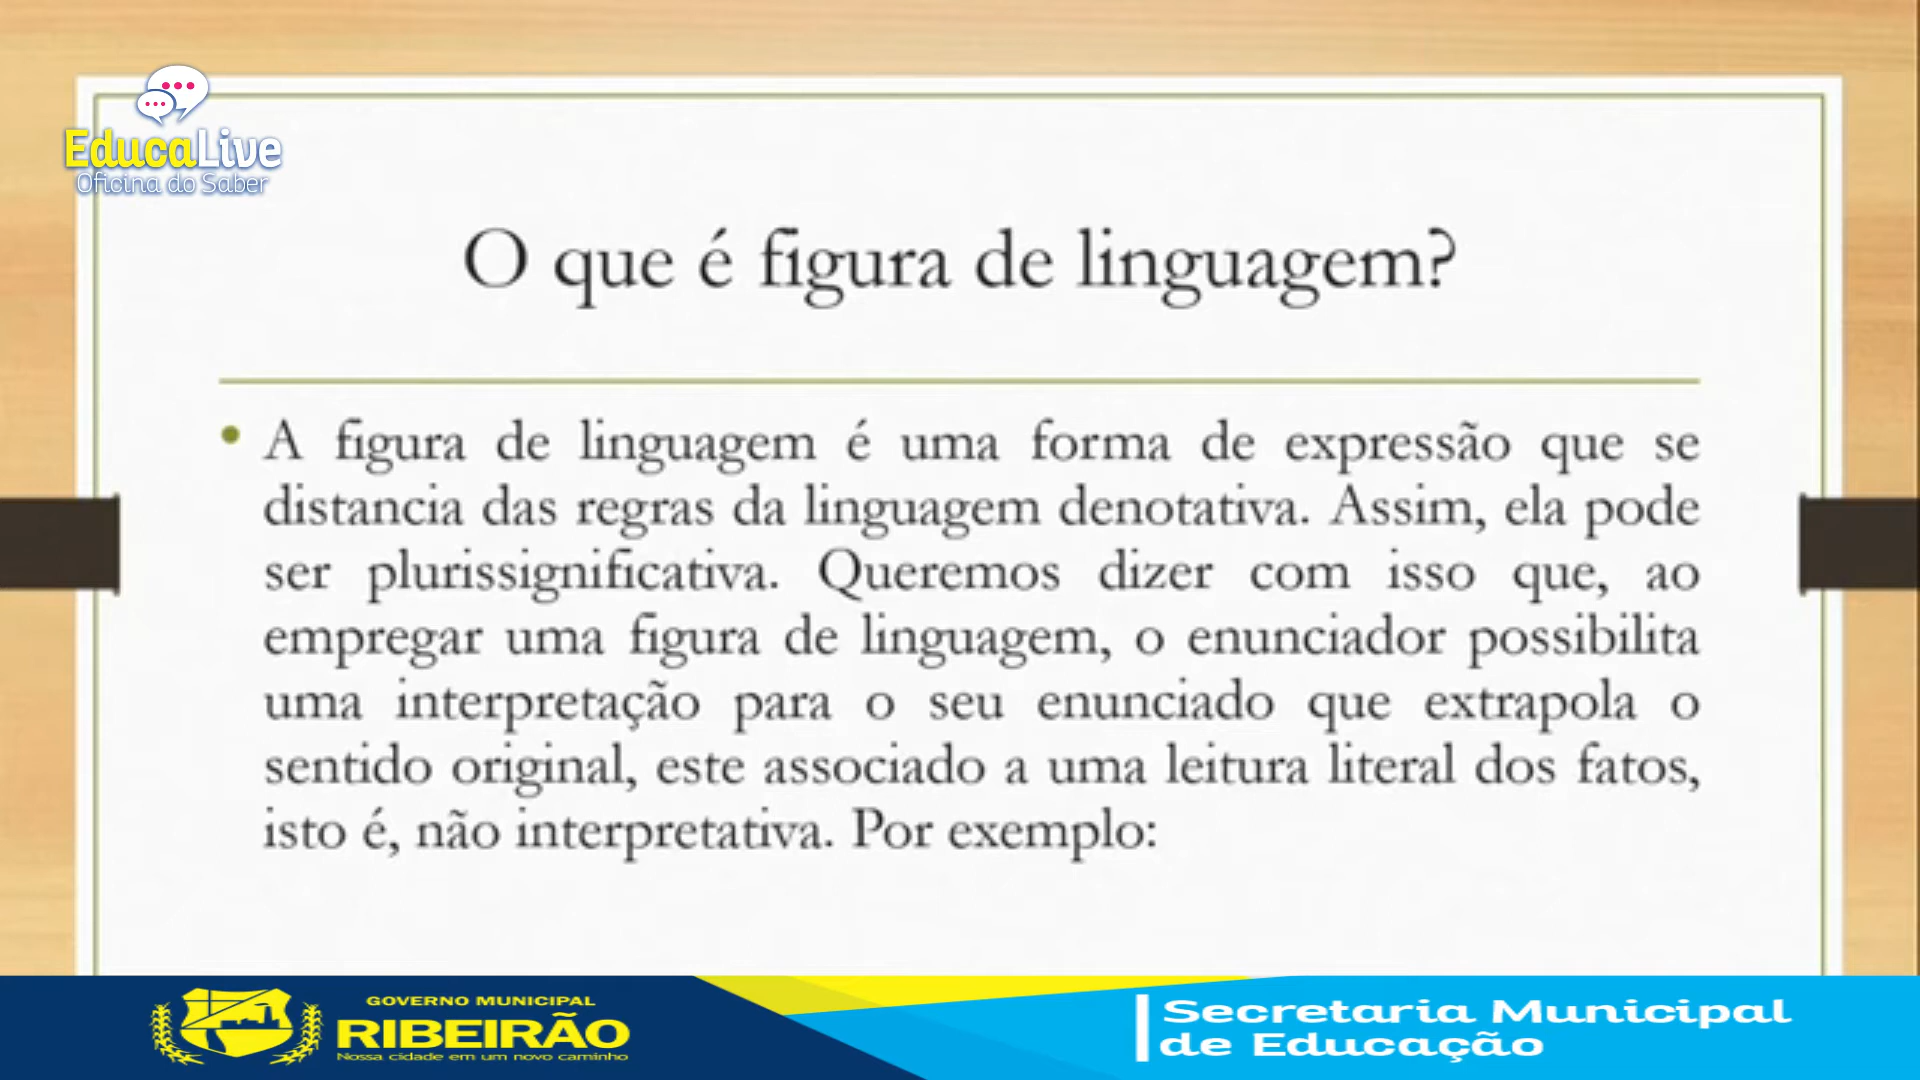 EducaLive
Oficina do Saber
O que é figura de linguagem?
• A figura de linguagem é uma forma de expressão que se
distancia das regras da linguagem denotativa. Assim, ela pode
ser plurissignificativa. Queremos dizer com isso que, ao
empregar uma figura de linguagem, o enunciador possibilita
uma interpretação para o seu enunciado que extrapola o
sentido original, este associado a uma leitura literal dos fatos,
isto é, não interpretativa. Por exemplo:
GOVERNO MUNICIPAL
RIBEIRÃO
Nossa cidade em um novo caminho
Secretaria Municipal
de Educação